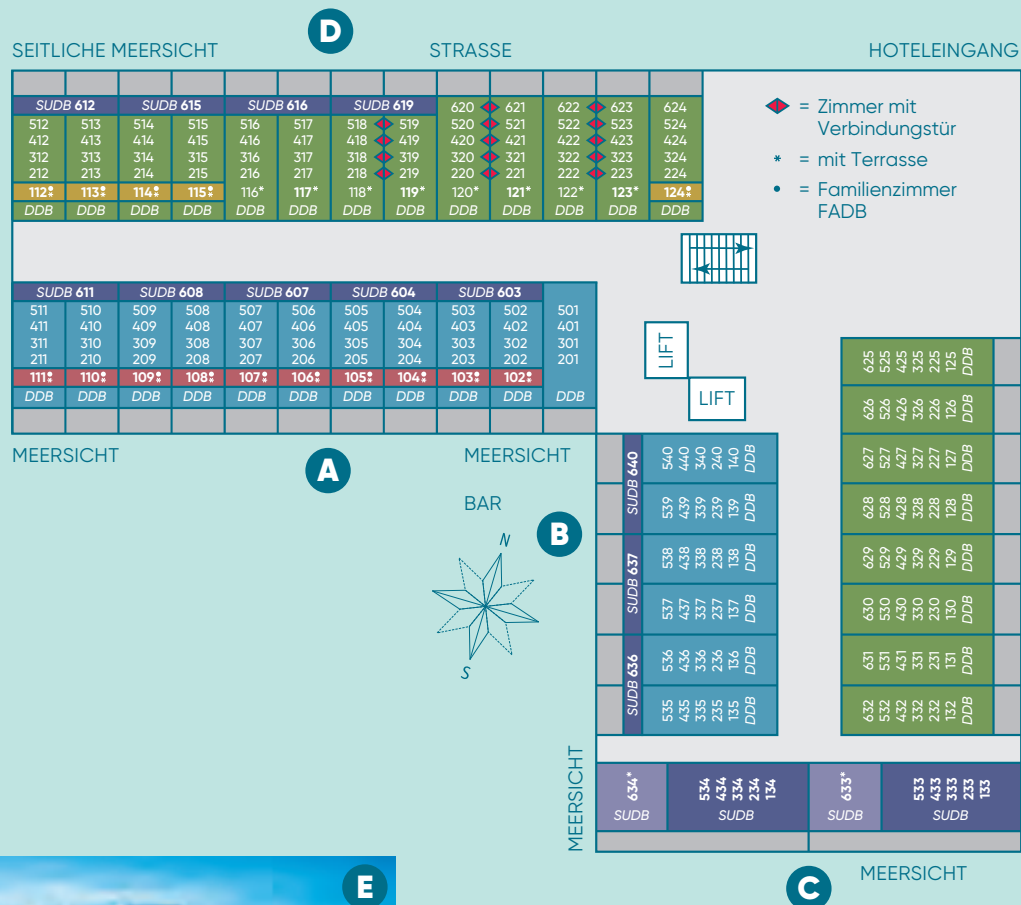 D
SEITLICHE MEERSICHT STRASSE HOTELEINGANG
SUDB 612 SUDB 615 SUDB 616 SUDB 619 620 621 622 623 624
512 513 514 515 516 517 518 519 520 521 522 523 524
412 413 414 415 416 417 418 419 420 421 422 423 424
312 313 314 315 316 317 318 319 320 321 322 323 324
212 213 214 215 216 217 218 219 220 221 222 223 224
112*• 113*• 114*• 115*• 116* 117* 118* 119* 120* 121* 122* 123* 124*•
DDB DDB DDB DDB DDB DDB DDB DDB DDB DDB DDB DDB DDB
= Zimmer mit
Verbindungstür
* = mit Terrasse
• = Familienzimmer
FADB
SUDB 611 SUDB 608 SUDB 607 SUDB 604 SUDB 603
511 510 509 508 507 506 505 504 503 502 501
411 410 409 408 407 406 405 404 403 402 401
311 310 309 308 307 306 305 304 303 302 301
211 210 209 208 207 206 205 204 203 202 201
111*• 110*• 109*• 108*• 107*• 106*• 105*• 104*• 103*• 102*•
DDB DDB DDB DDB DDB DDB DDB DDB DDB DDB DDB
LIFT
LIFT
MEERSICHT
A
MEERSICHT
BAR
B
N
S
SUDB 640
540 440 340 240 140 DDB
539 439 339 239 139 DDB
SUDB 637
538 438 338 238 138 DDB
537 437 337 237 137 DDB
SUDB 636
536 436 336 236 136 DDB
535 435 335 235 135 DDB
625 525 425 325 225 125 DDB
626 526 426 326 226 126 DDB
627 527 427 327 227 127 DDB
628 528 428 328 228 128 DDB
629 529 429 329 229 129 DDB
630 530 430 330 230 130 DDB
631 531 431 331 231 131 DDB
632 532 432 332 232 132 DDB
MEERSICHT
634*
SUDB
534 434 334 234 134
SUDB
633*
SUDB
533 433 333 233 133
SUDB
C
MEERSICHT
E